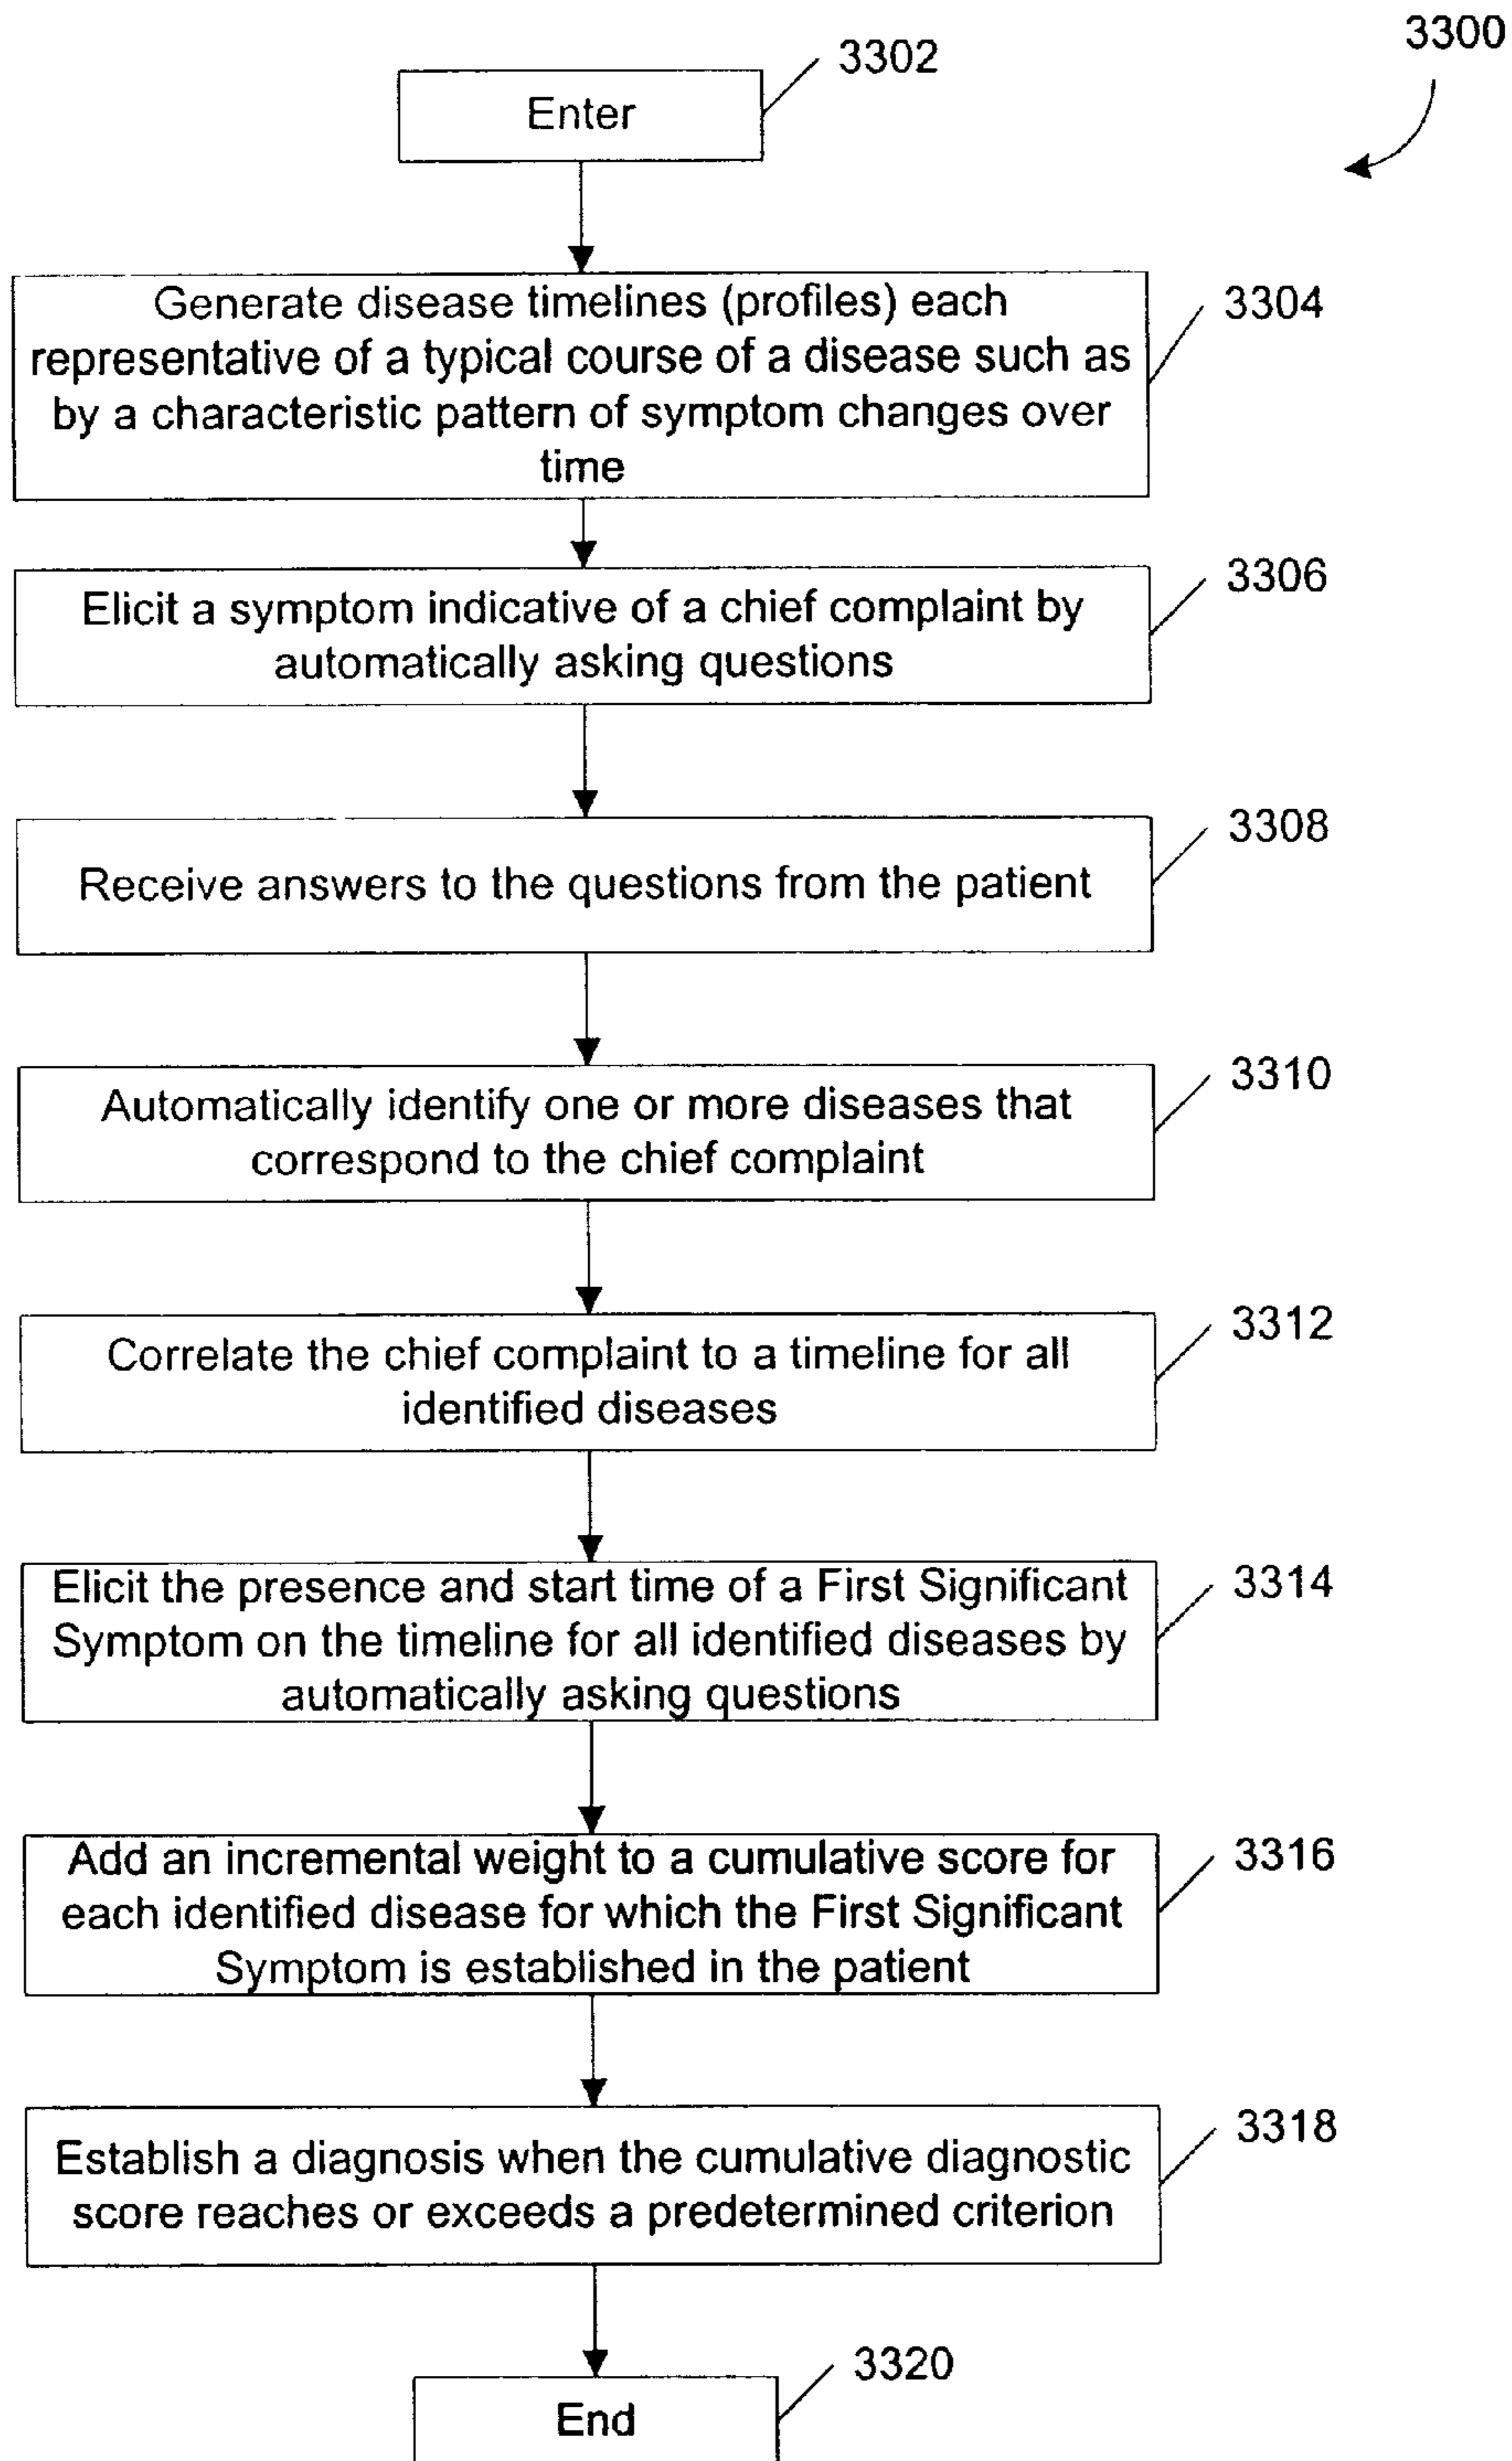 3300
3302
Enter
3304
Generate disease timelines (profiles) each
representative of a typical course of a disease such as
by a characteristic pattern of symptom changes over
time
3306
Elicit a symptom indicative of a chief complaint by
automatically asking questions
3308
Receive answers to the questions from the patient
3310
Automatically identify one or more diseases that
correspond to the chief complaint
3312
Correlate the chief complaint to a timeline for all
identified diseases
3314
Elicit the presence and start time of a First Significant
Symptom on the timeline for all identified diseases by
automatically asking questions
3316
Add an incremental weight to a cumulative score for
each identified disease for which the First Significant
Symptom is established in the patient
3318
Establish a diagnosis when the cumulative diagnostic
score reaches or exceeds a predetermined criterion
3320
End